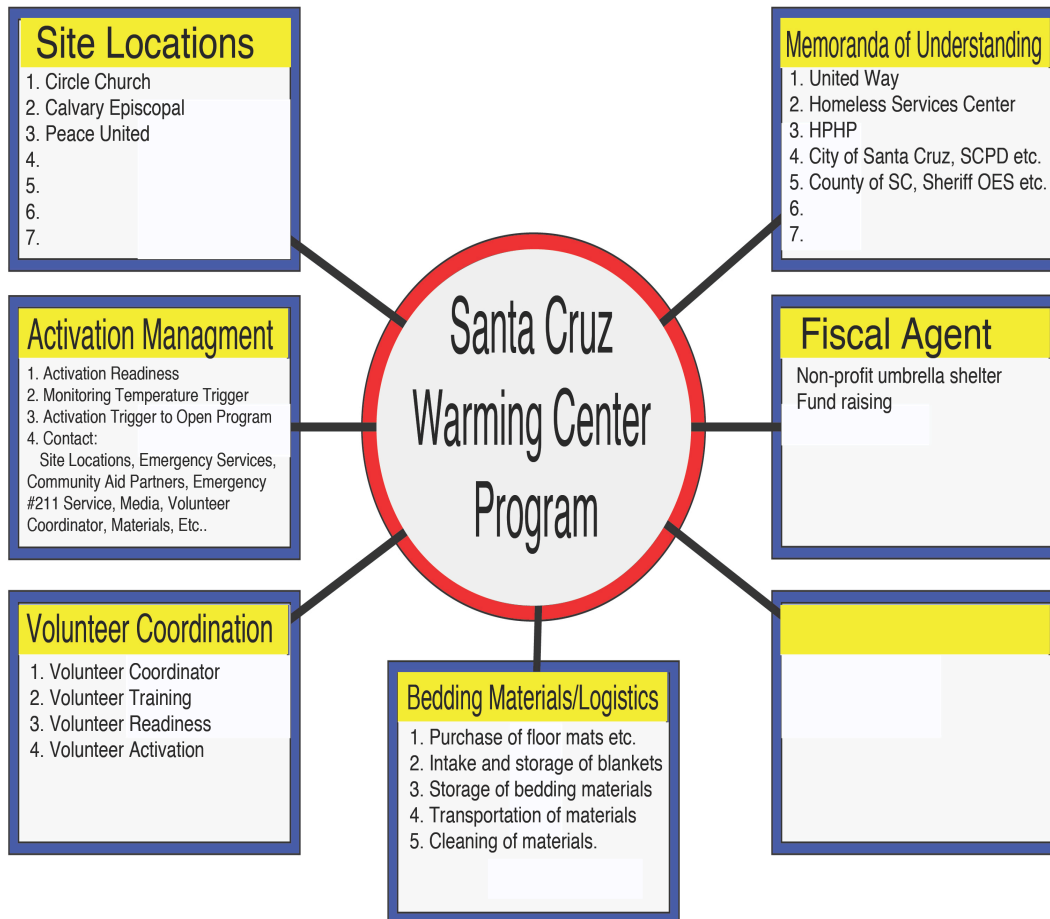 Site Locations
1. Circle Church
2. Calvary Episcopal
3. Peace United
4.
5.
6.
7.
Memoranda of Understanding
1. United Way
2. Homeless Services Center
3. HPHP
4. City of Santa Cruz, SCPD etc.
5. County of SC, Sheriff OES etc.
6.
7.
Santa Cruz
Warming Center
Program
Activation Managment
1. Activation Readiness
2. Monitoring Temperature Trigger
3. Activation Trigger to Open Program
4. Contact:
Site Locations, Emergency Services,
Community Aid Partners, Emergency
#211 Service, Media, Volunteer
Coordinator, Materials, Etc..
Fiscal Agent
Non-profit umbrella shelter
Fund raising
Volunteer Coordination
1. Volunteer Coordinator
2. Volunteer Training
3. Volunteer Readiness
4. Volunteer Activation
Bedding Materials/Logistics
1. Purchase of floor mats etc.
2. Intake and storage of blankets
3. Storage of bedding materials
4. Transportation of materials
5. Cleaning of materials.